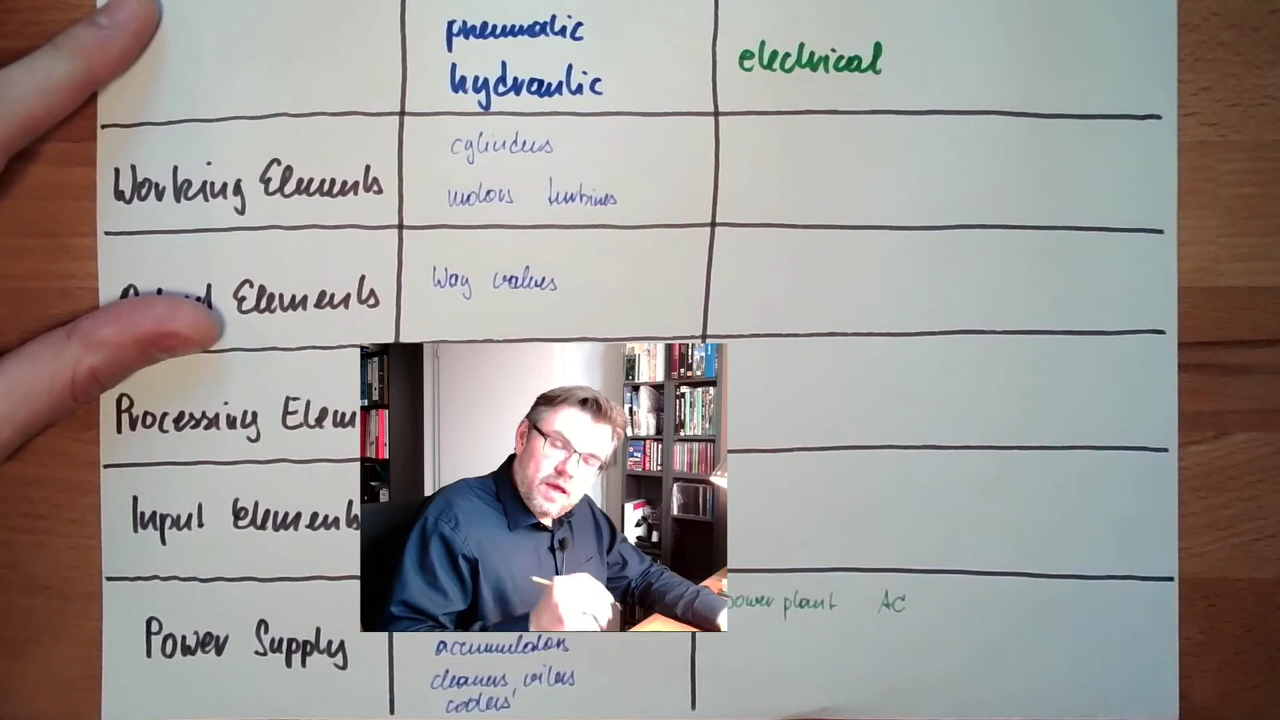 pneumatic
hydraulic
electrical
Working Elements
cylinders
motors turbines
Elements
Way valves
Processing Elem
Input Elements
Power Supply
power plant AC
accumulators
cleaners,
coolers